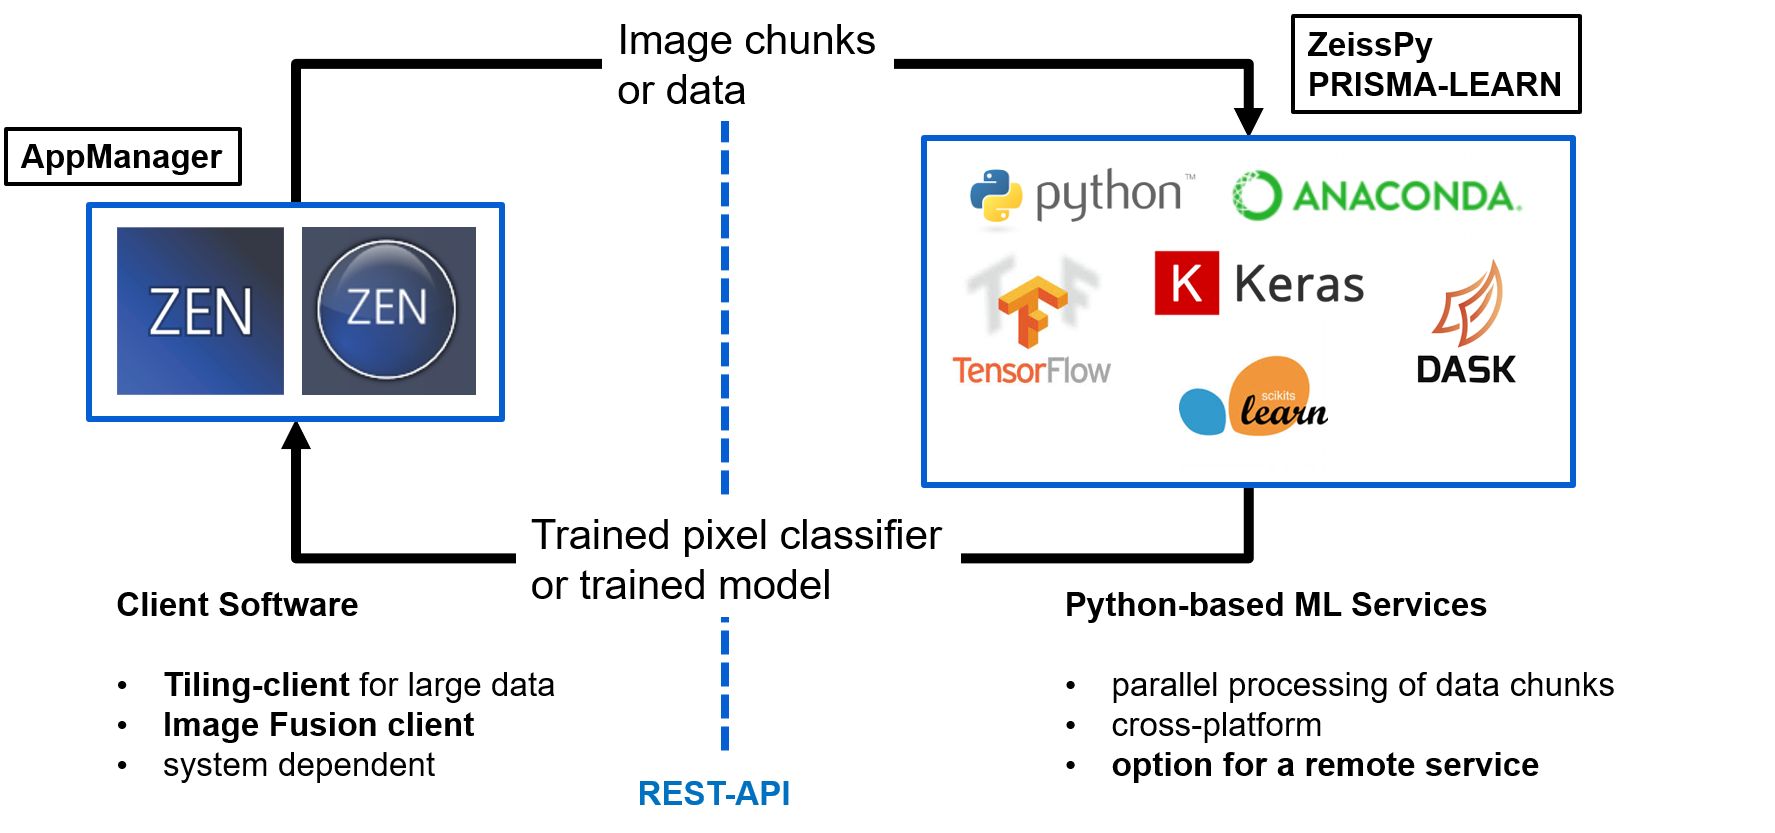 Image chunks
or data
ZeissPy
PRISMA-LEARN
AppManager
ZEN
ZEN
python™
ANACONDA®
TF
K Keras
TensorFlow
DASK
scikits
learn
Trained pixel classifier
or trained model
Client Software
• Tiling-client for large data
• Image Fusion client
• system dependent
Python-based ML Services
• parallel processing of data chunks
• cross-platform
• option for a remote service
REST-API